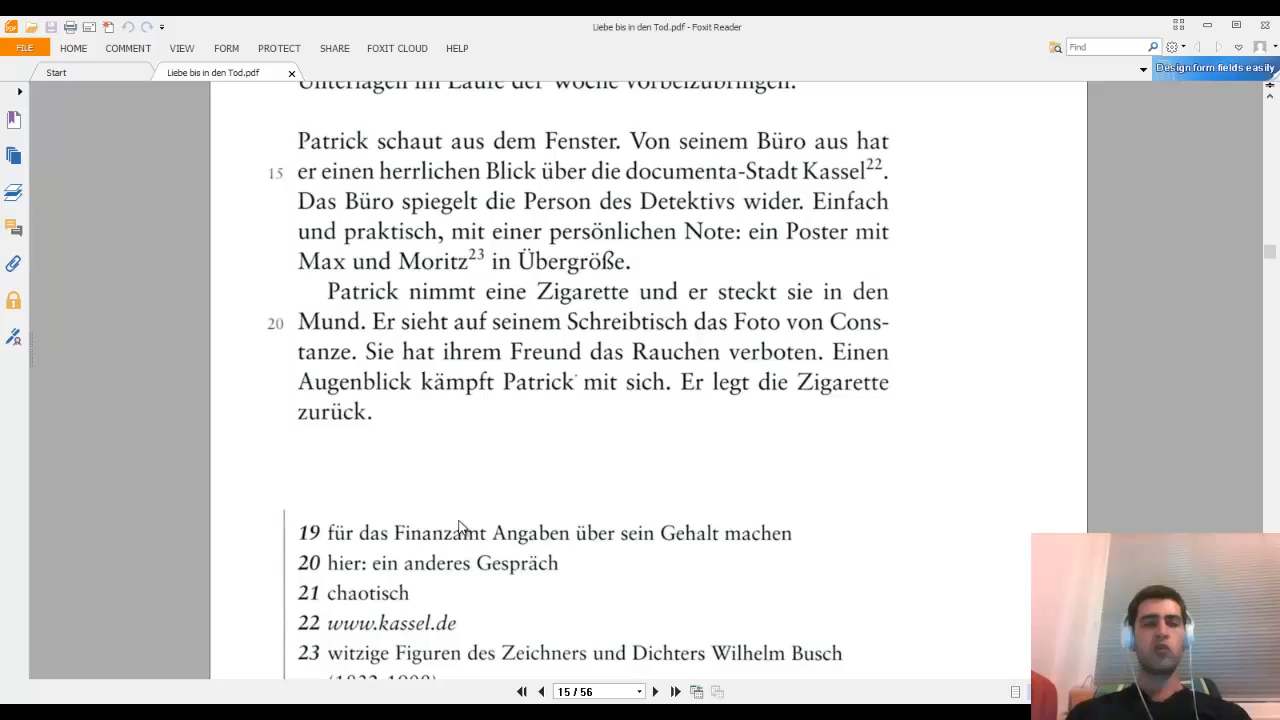 Liebe bis in den Tod.pdf - Foxit Reader
FILE HOME COMMENT VIEW FORM PROTECT SHARE FOXIT CLOUD HELP
Find
Start
Liebe bis in den Tod.pdf
Design form fields easily
Unterlagen im Laufe der Woche vorbeizubringen.
Patrick schaut aus dem Fenster. Von seinem Büro aus hat
15 er einen herrlichen Blick über die documenta-Stadt Kassel22.
Das Büro spiegelt die Person des Detektivs wider. Einfach
und praktisch, mit einer persönlichen Note: ein Poster mit
Max und Moritz23 in Übergröße.
Patrick nimmt eine Zigarette und er steckt sie in den
20 Mund. Er sieht auf seinem Schreibtisch das Foto von Cons-
tanze. Sie hat ihrem Freund das Rauchen verboten. Einen
Augenblick kämpft Patrick mit sich. Er legt die Zigarette
zurück.
19 für das Finanzamt Angaben über sein Gehalt machen
20 hier: ein anderes Gespräch
21 chaotisch
22 www.kassel.de
23 witzige Figuren des Zeichners und Dichters Wilhelm Busch
15 / 56